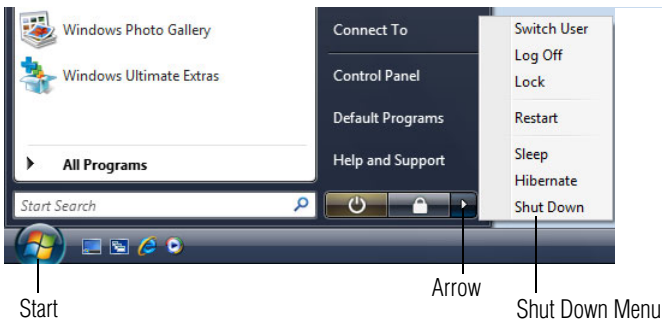 Windows Photo Gallery
Windows Ultimate Extras
All Programs
Start Search
Connect To
Control Panel
Default Programs
Help and Support
Switch User
Log Off
Lock
Restart
Sleep
Hibernate
Shut Down
Start
Arrow
Shut Down Menu